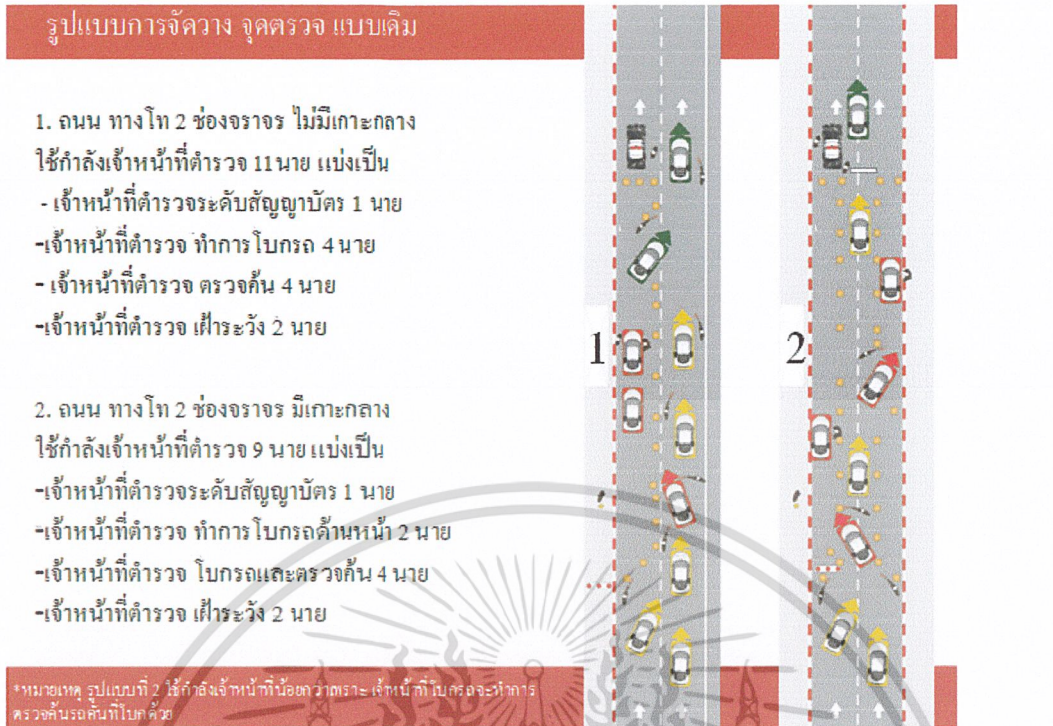 รูปแบบการจัดวาง จุดตรวจ แบบเดิม
1. ถนน ทางโท 2 ช่องจราจร ไม่มีเกาะกลาง
ใช้กำลังเจ้าหน้าที่ตำรวจ 11นาย แบ่งเป็น
- เจ้าหน้าที่ตำรวจระดับสัญญาบัตร 1 นาย
-เจ้าหน้าที่ตำรวจ ทำการโบกรถ 4 นาย
- เจ้าหน้าที่ตำรวจ ตรวจค้น 4 นาย
-เจ้าหน้าที่ตำรวจ เฝ้าระวัง 2 นาย
1
2
2. ถนน ทางโท 2 ช่องจราจร มีเกาะกลาง
ใช้กำลังเจ้าหน้าที่ตำรวจ 9 นาย แบ่งเป็น
-เจ้าหน้าที่ตำรวจระดับสัญญาบัตร 1 นาย
-เจ้าหน้าที่ตำรวจ ทำการโบกรถด้านหน้า 2 นาย
-เจ้าหน้าที่ตำรวจ โบกรถและตรวจค้น 4 นาย
-เจ้าหน้าที่ตำรวจ เฝ้าระวัง 2 นาย
*หมายเหตุ รูปแบบที่ 2 ใช้กำลังเจ้าหน้าที่น้อยกว่าเพราะ เจ้าหน้าที่โบกรถจะทำการ
ตรวจค้นรถคันที่โบกด้วย